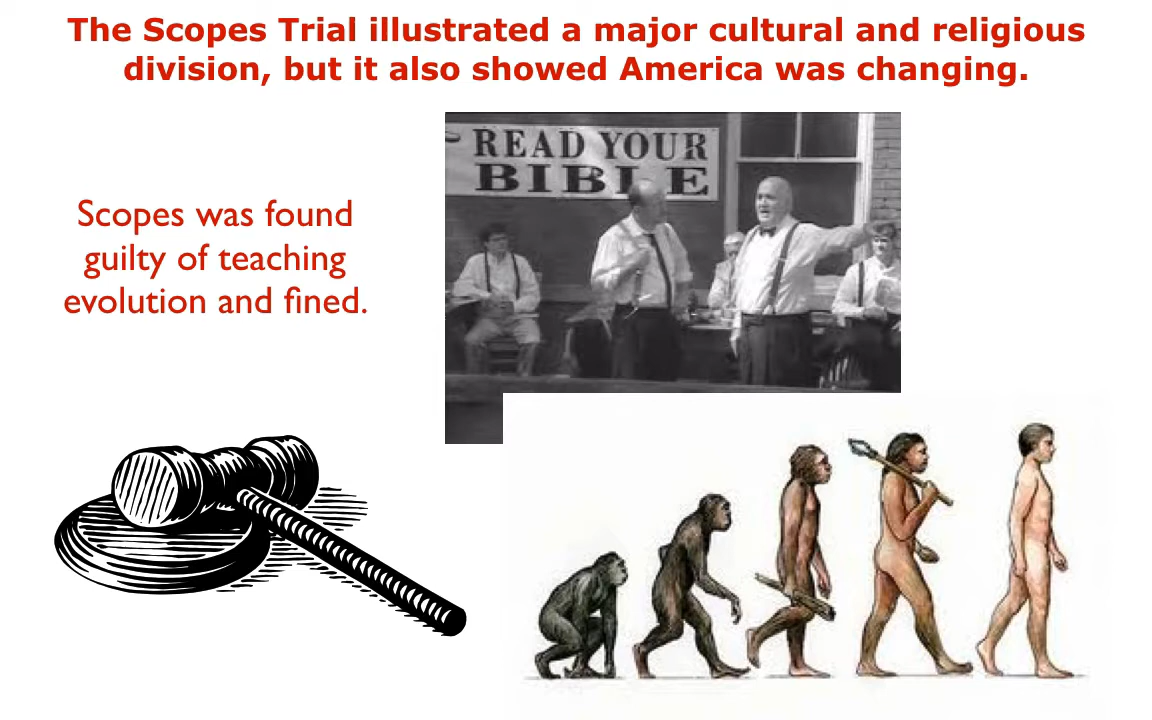 The Scopes Trial illustrated a major cultural and religious
division, but it also showed America was changing.
READ YOUR
BIBLE
Scopes was found
guilty of teaching
evolution and fined.